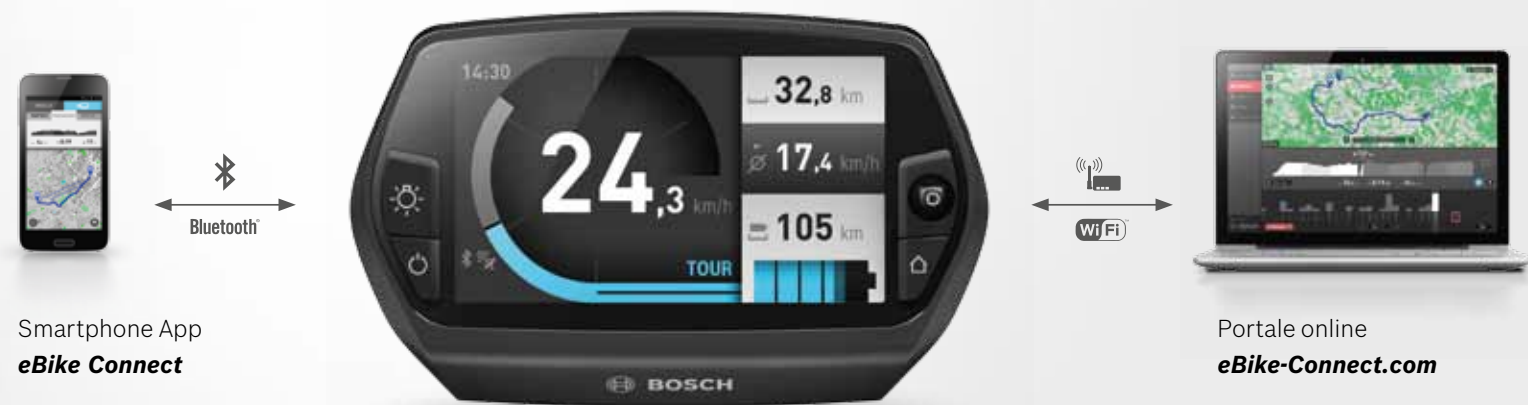 Bluetooth®
Smartphone App
eBike Connect
14:30
24,3 km/h
TOUR
32,8 km
17,4 km/h
105 km
BOSCH
WiFi
Portale online
eBike-Connect.com